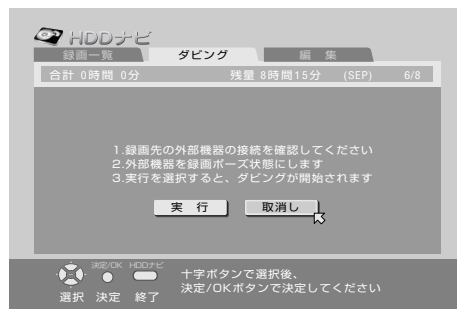 HDDナビ
録画一覧 ダビング 編 集
合計 0時間 0分 残量 8時間15分 (SEP) 6/8
1.録画先の外部機器の接続を確認してください
2.外部機器を録画ポーズ状態にします
3.実行を選択すると、ダビングが開始されます
実 行 取消し
決定/OK HDDナビ
選択 決定 終了
十字ボタンで選択後、
決定/OKボタンで決定してください